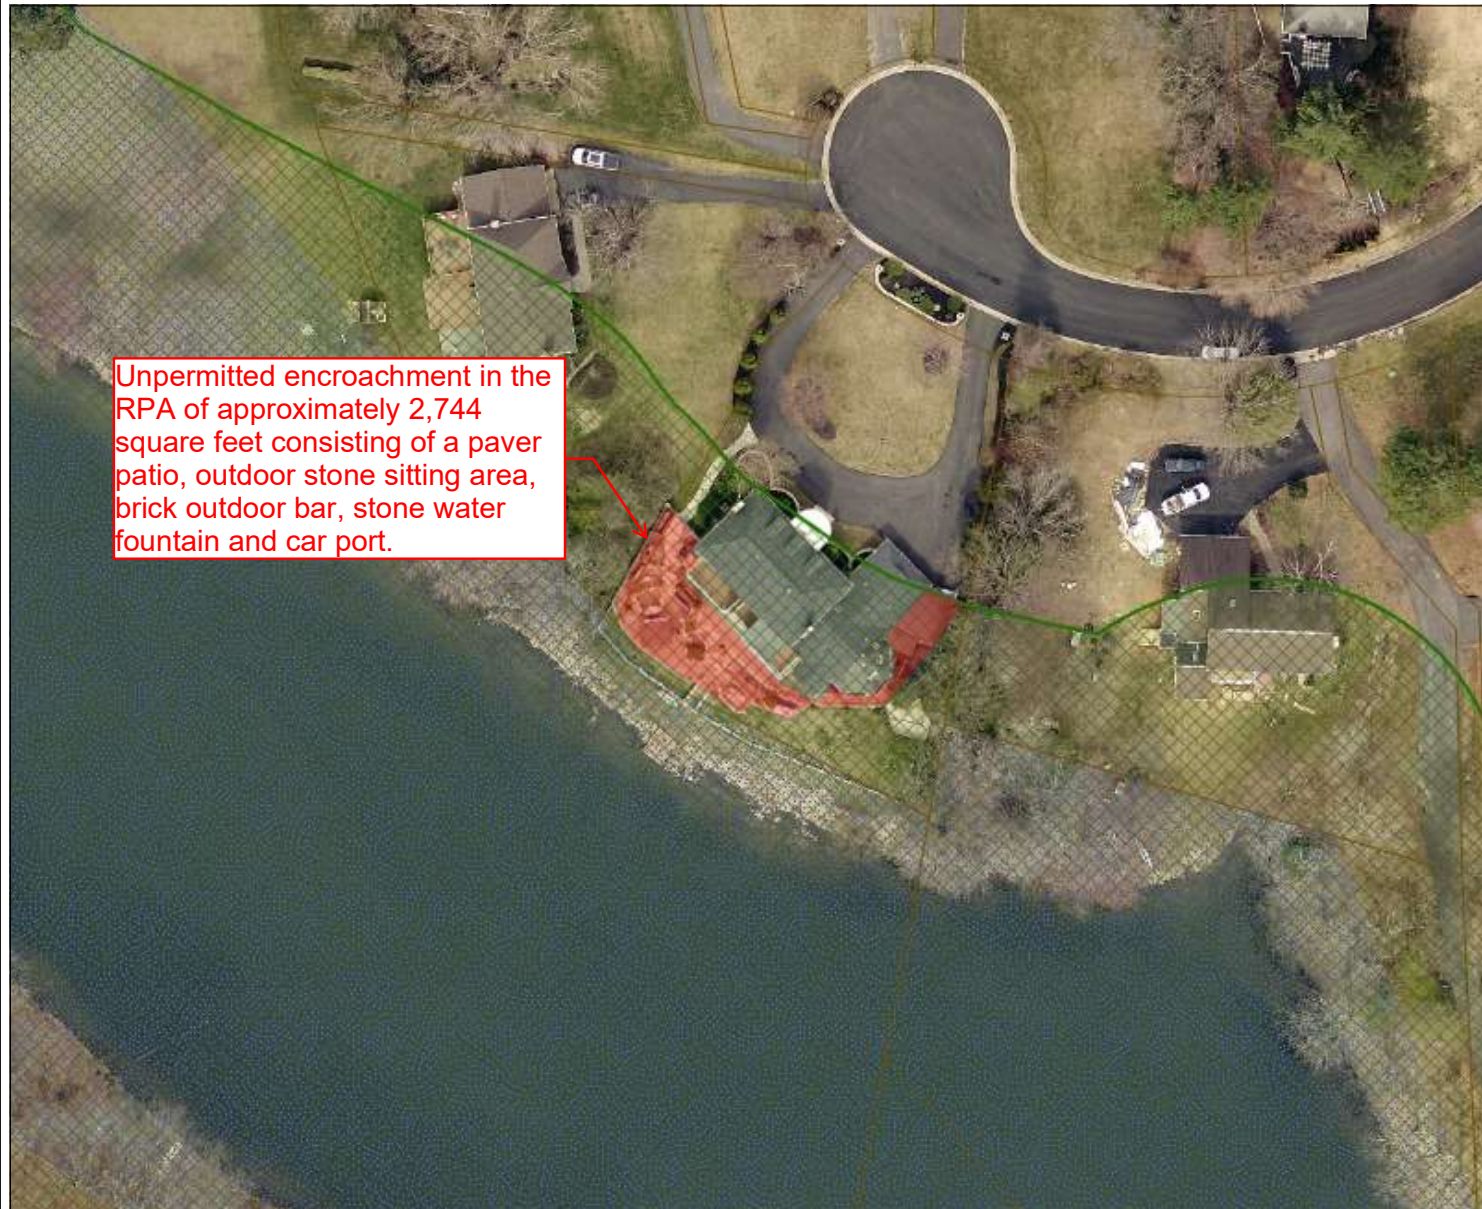 Unpermitted encroachment in the
RPA of approximately 2,744
square feet consisting of a paver
patio, outdoor stone sitting area,
brick outdoor bar, stone water
fountain and car port.